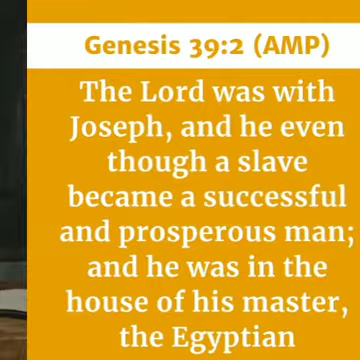 Genesis 39:2 (AMP)
The Lord was with
Joseph, and he even
though a slave
became a successful
and prosperous man;
and he was in the
house of his master,
the Egyptian